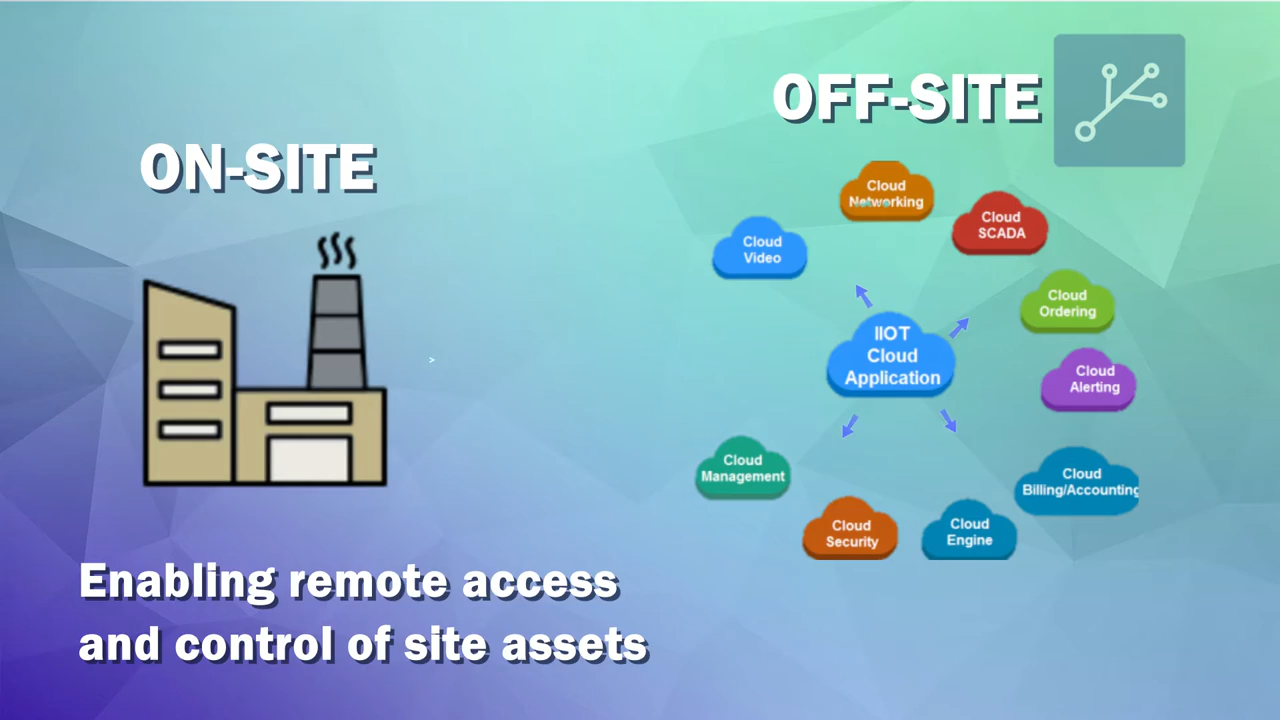 OFF-SITE
ON-SITE
Cloud
Networking
Cloud
SCADA
Cloud
Video
Cloud
Ordering
IIOT
Cloud
Application
>
Cloud
Alerting
Cloud
Management
Cloud
Billing/Accounting
Cloud
Security
Cloud
Engine
Enabling remote access
and control of site assets